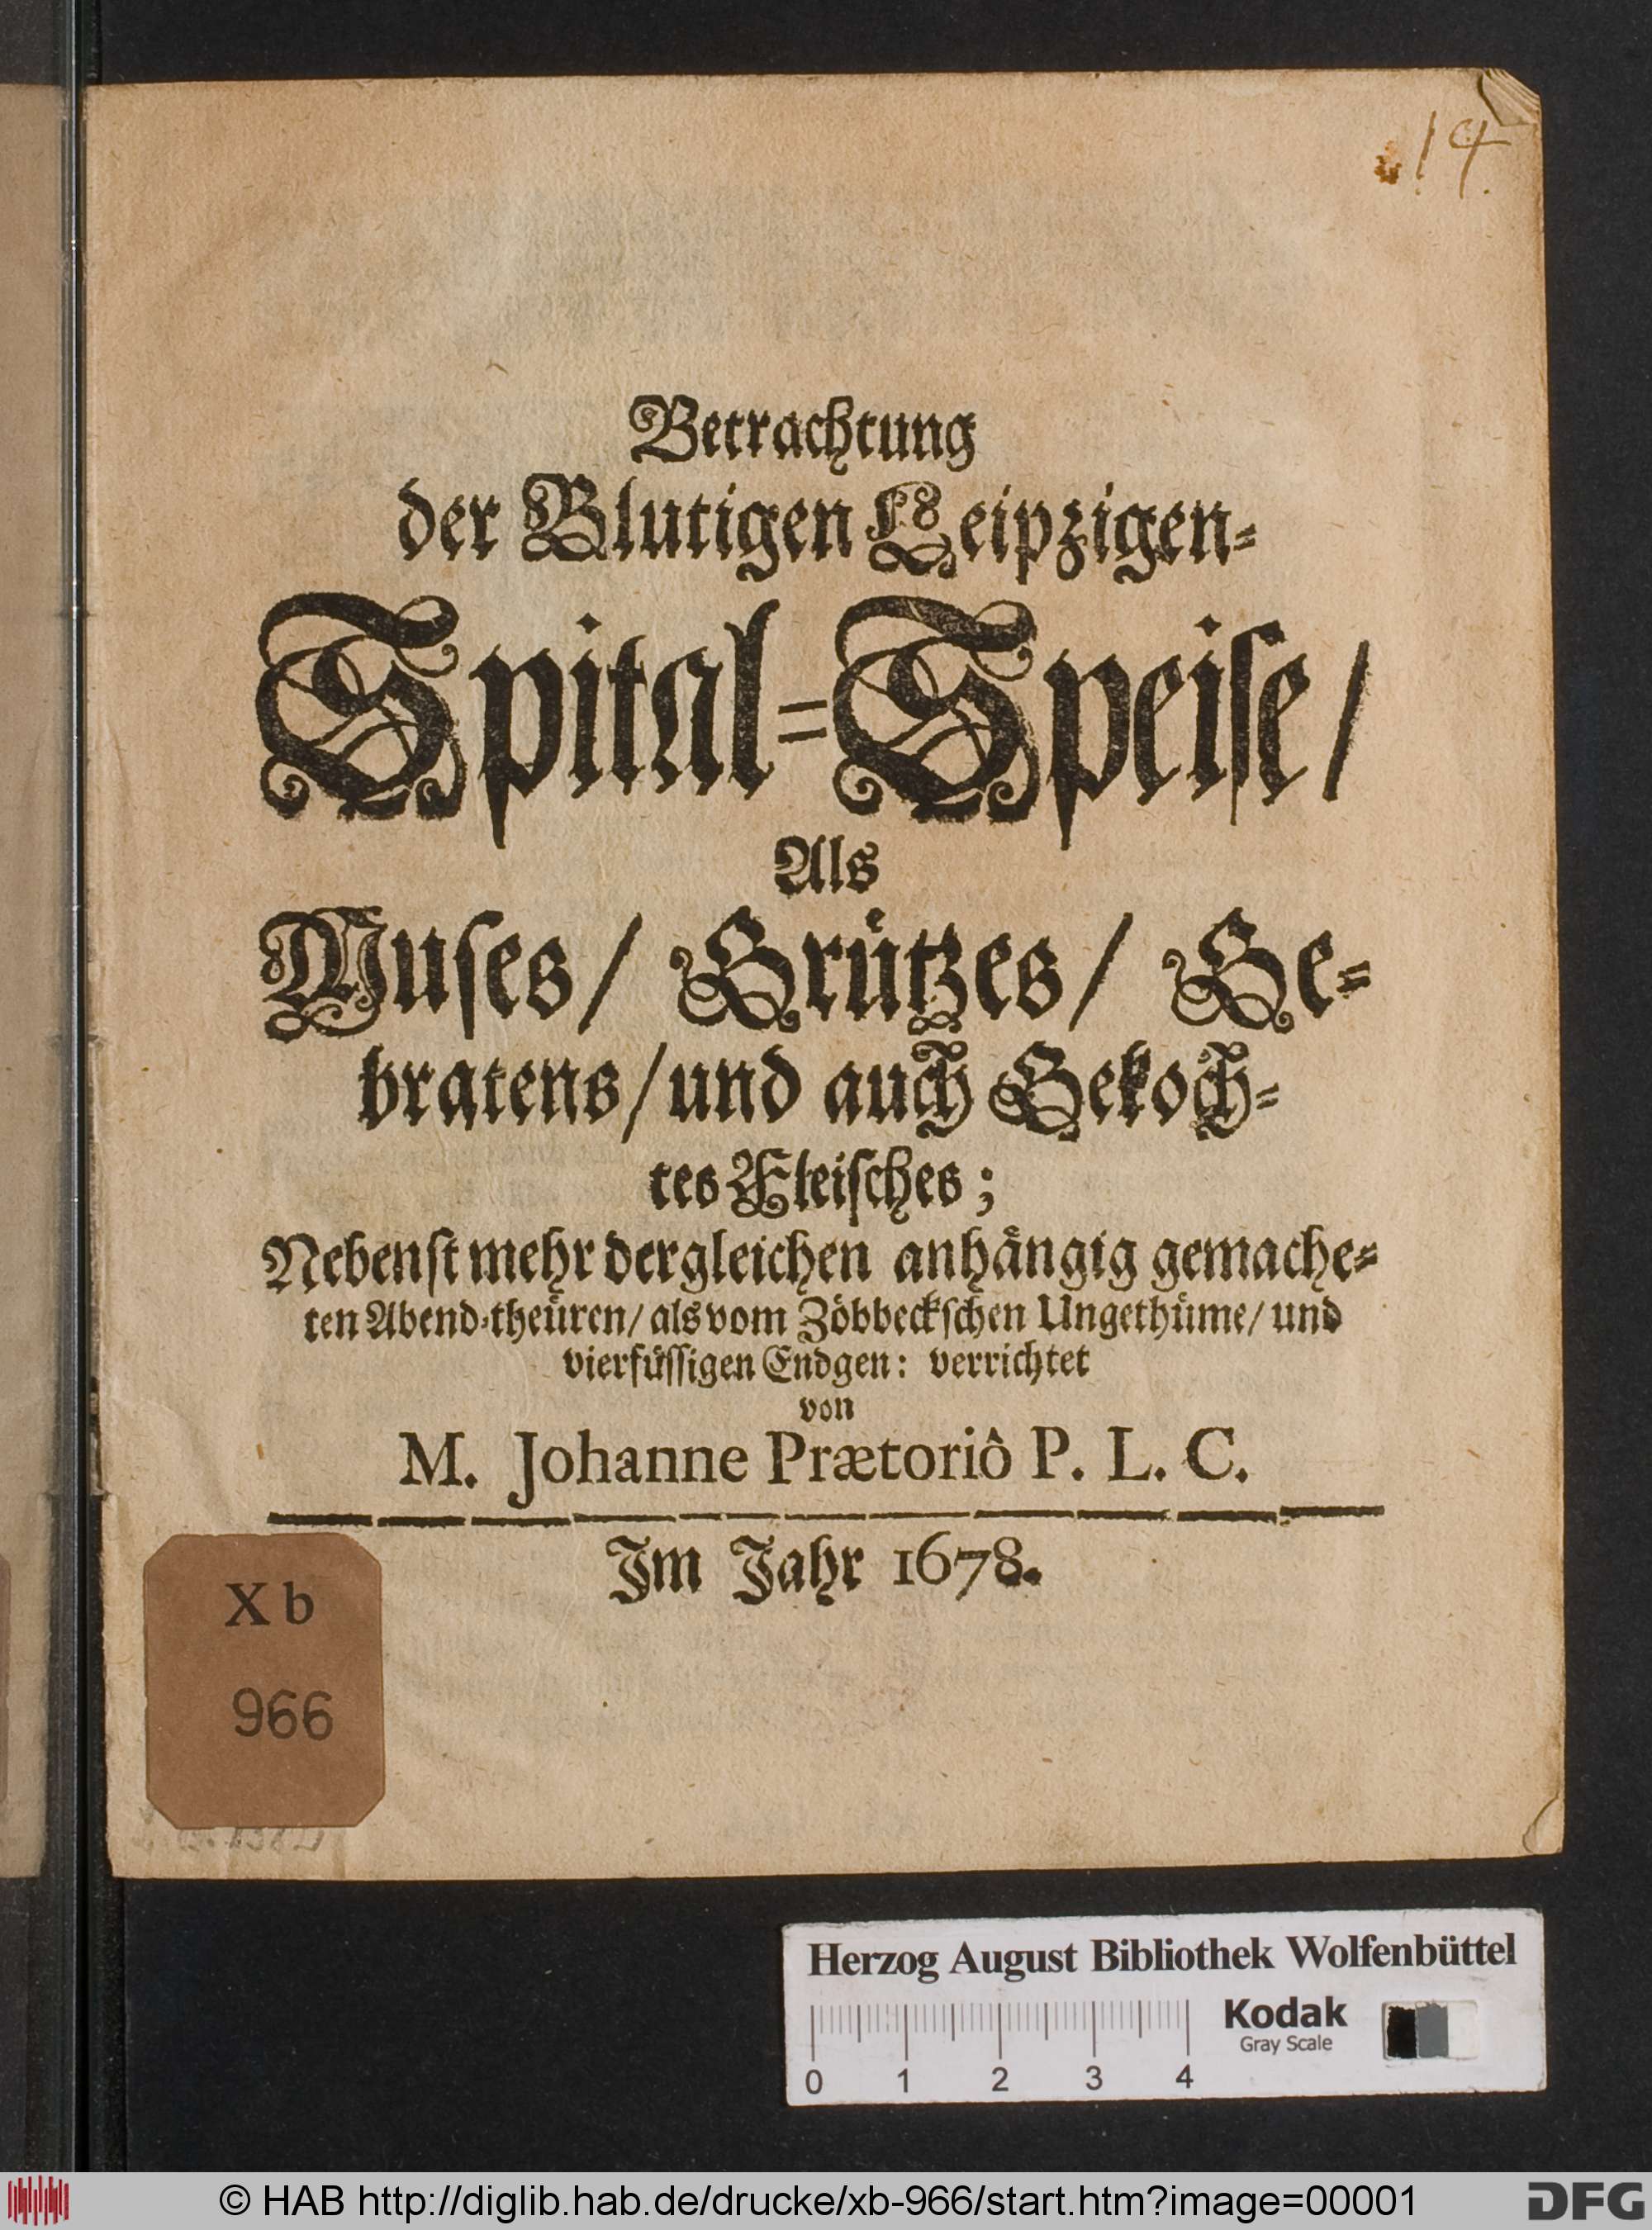 14.
Betrachtung
der Blutigen Leipzigen⸗
Spital⸗Speise/
Als
Muses/ Grützes/ Ge⸗
bratens/ und auch Gekoch⸗
tes Fleisches;
Nebenst mehr dergleichen anhängig gemache⸗
ten Abend⸗theüren/ als vom Zöbbeckschen Ungethüme/ und
vierfüssigen Endgen: verrichtet
von
M. Johanne Prætoriô P. L. C.
Im Jahr 1678.
Xb
966
Herzog August Bibliothek Wolfenbüttel
Kodak
Gray Scale
0 1 2 3 4
© HAB http://diglib.hab.de/drucke/xb-966/start.htm?image=00001
DFG